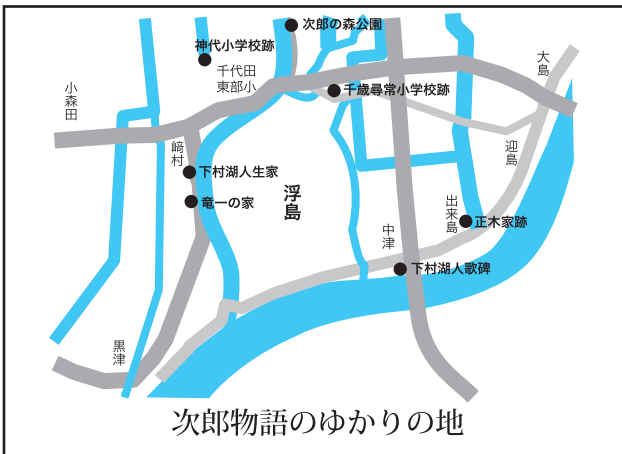 次郎の森公園
神代小学校跡
千代田
東部小
大島
小森田
千歳尋常小学校跡
﨑村
迎島
下村湖人生家
竜一の家
浮島
出来島
正木家跡
中津
下村湖人歌碑
黒津
次郎物語のゆかりの地